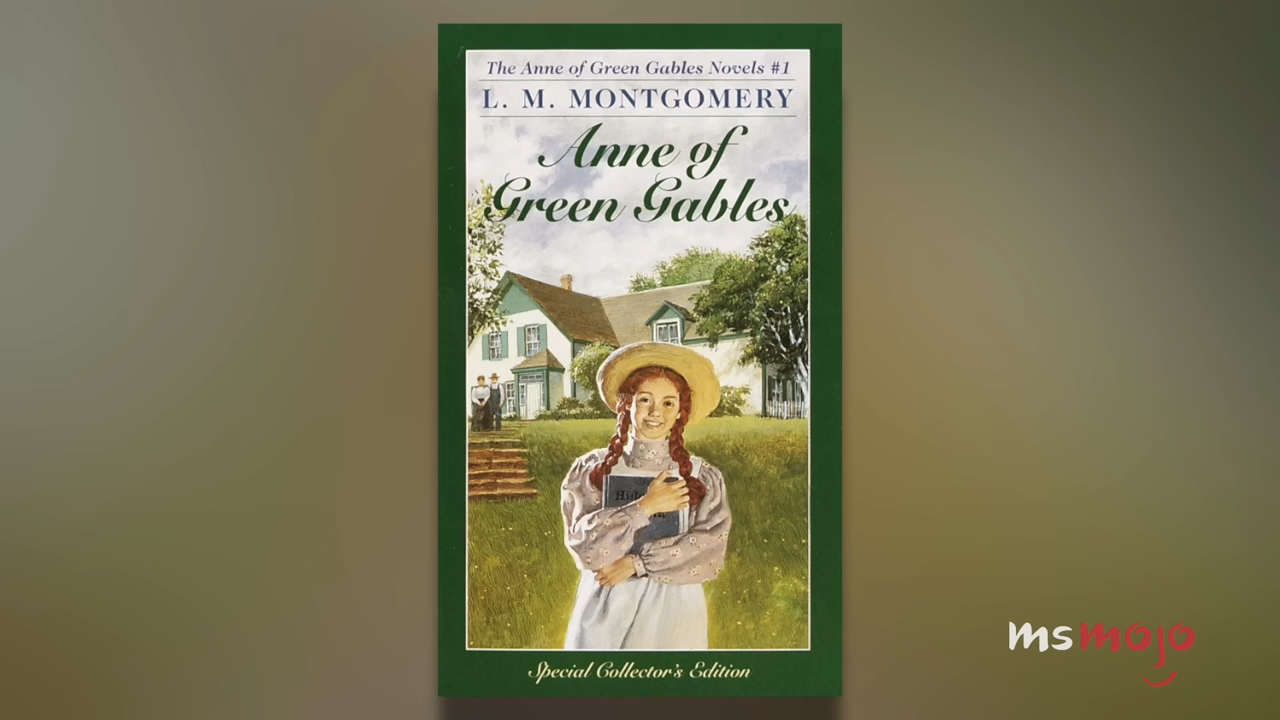 The Anne of Green Gables Novels #1
L. M. MONTGOMERY
Anne of
Green Gables
Special Collector's Edition
msmojo